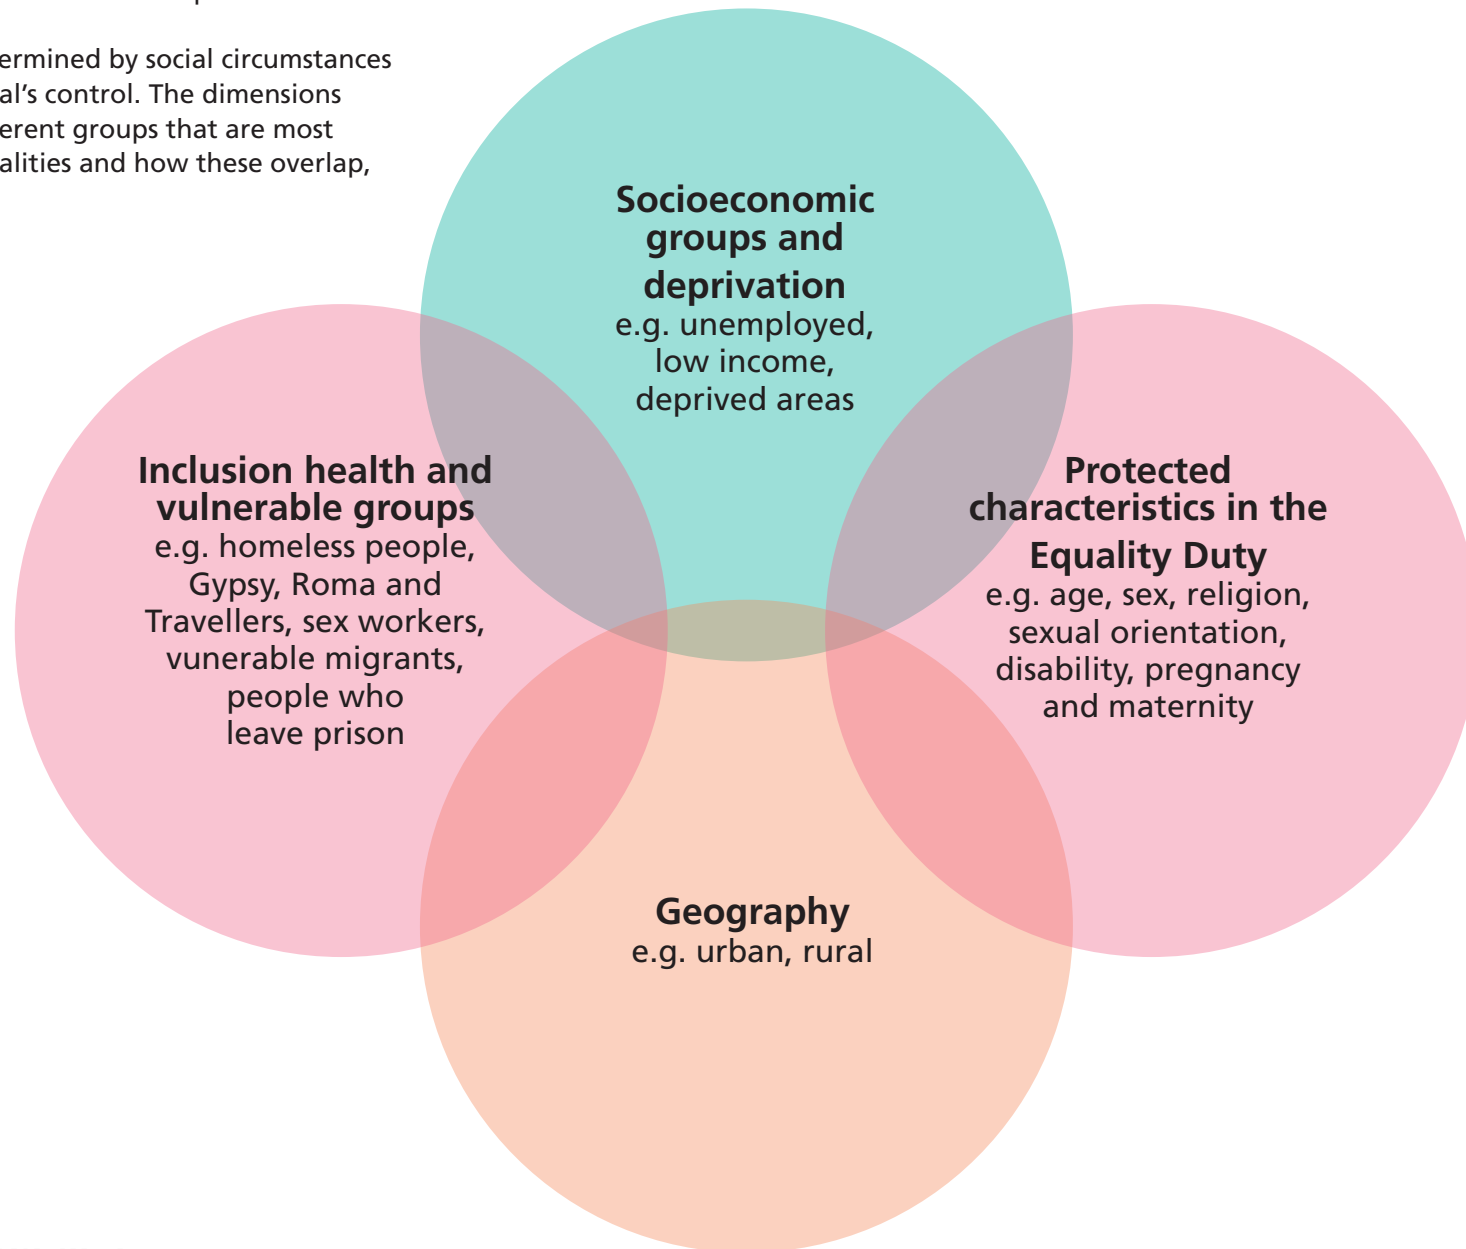 ermined by social circumstances
al's control. The dimensions
erent groups that are most
alities and how these overlap,
Socioeconomic
groups and
deprivation
e.g. unemployed,
low income,
deprived areas
Inclusion health and
vulnerable groups
e.g. homeless people,
Gypsy, Roma and
Travellers, sex workers,
vunerable migrants,
people who
leave prison
Protected
characteristics in the
Equality Duty
e.g. age, sex, religion,
sexual orientation,
disability, pregnancy
and maternity
Geography
e.g. urban, rural